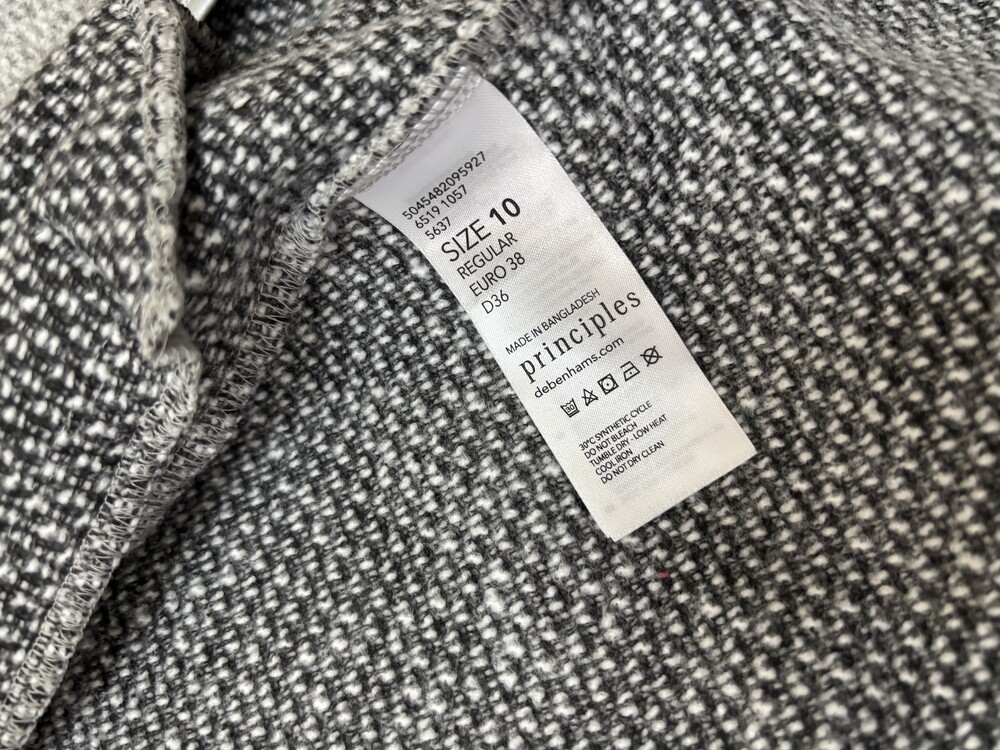 5045482095927
6519 1057
5637
SIZE 10
REGULAR
EURO 38
D36
MADE IN BANGLADESH
principles
debenhams.com
30
30°C SYNTHETIC CYCLE
DO NOT BLEACH
TUMBLE DRY - LOW HEAT
COOL IRON
DO NOT DRY CLEAN